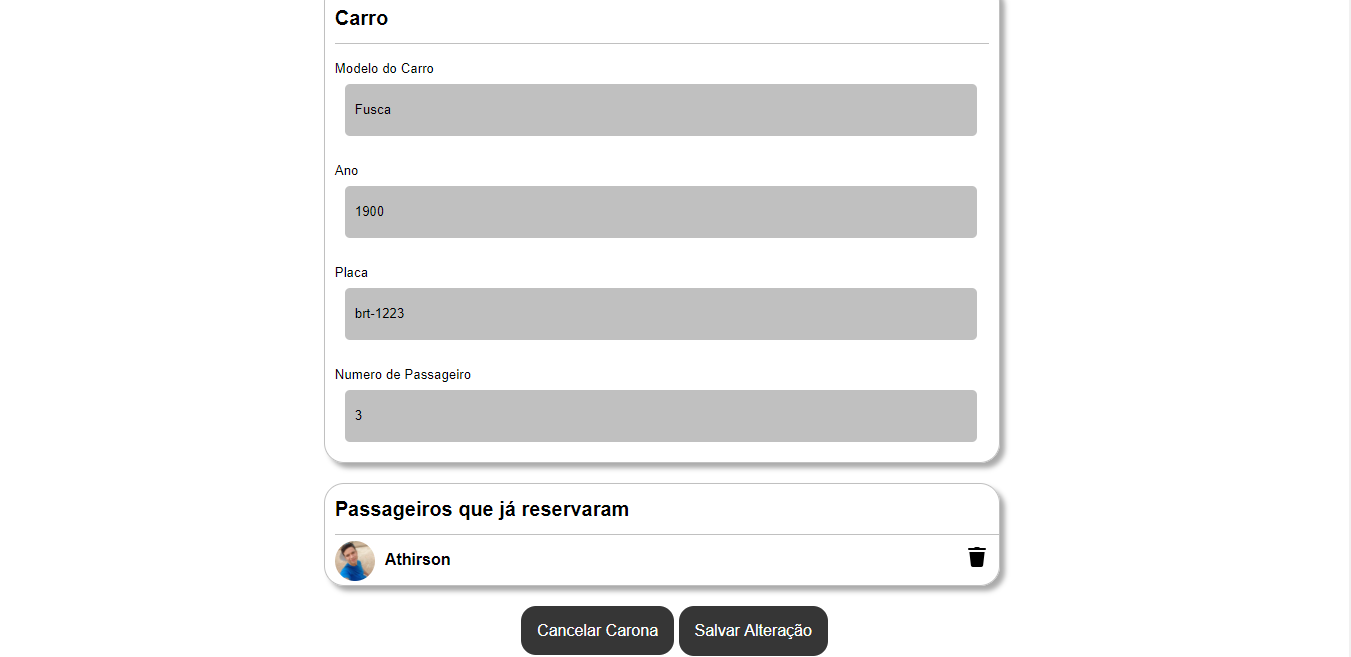 Carro
Modelo do Carro
Fusca
Ano
1900
Placa
brt-1223
Numero de Passageiro
3
Passageiros que já reservaram
Athirson
Cancelar Carona Salvar Alteração